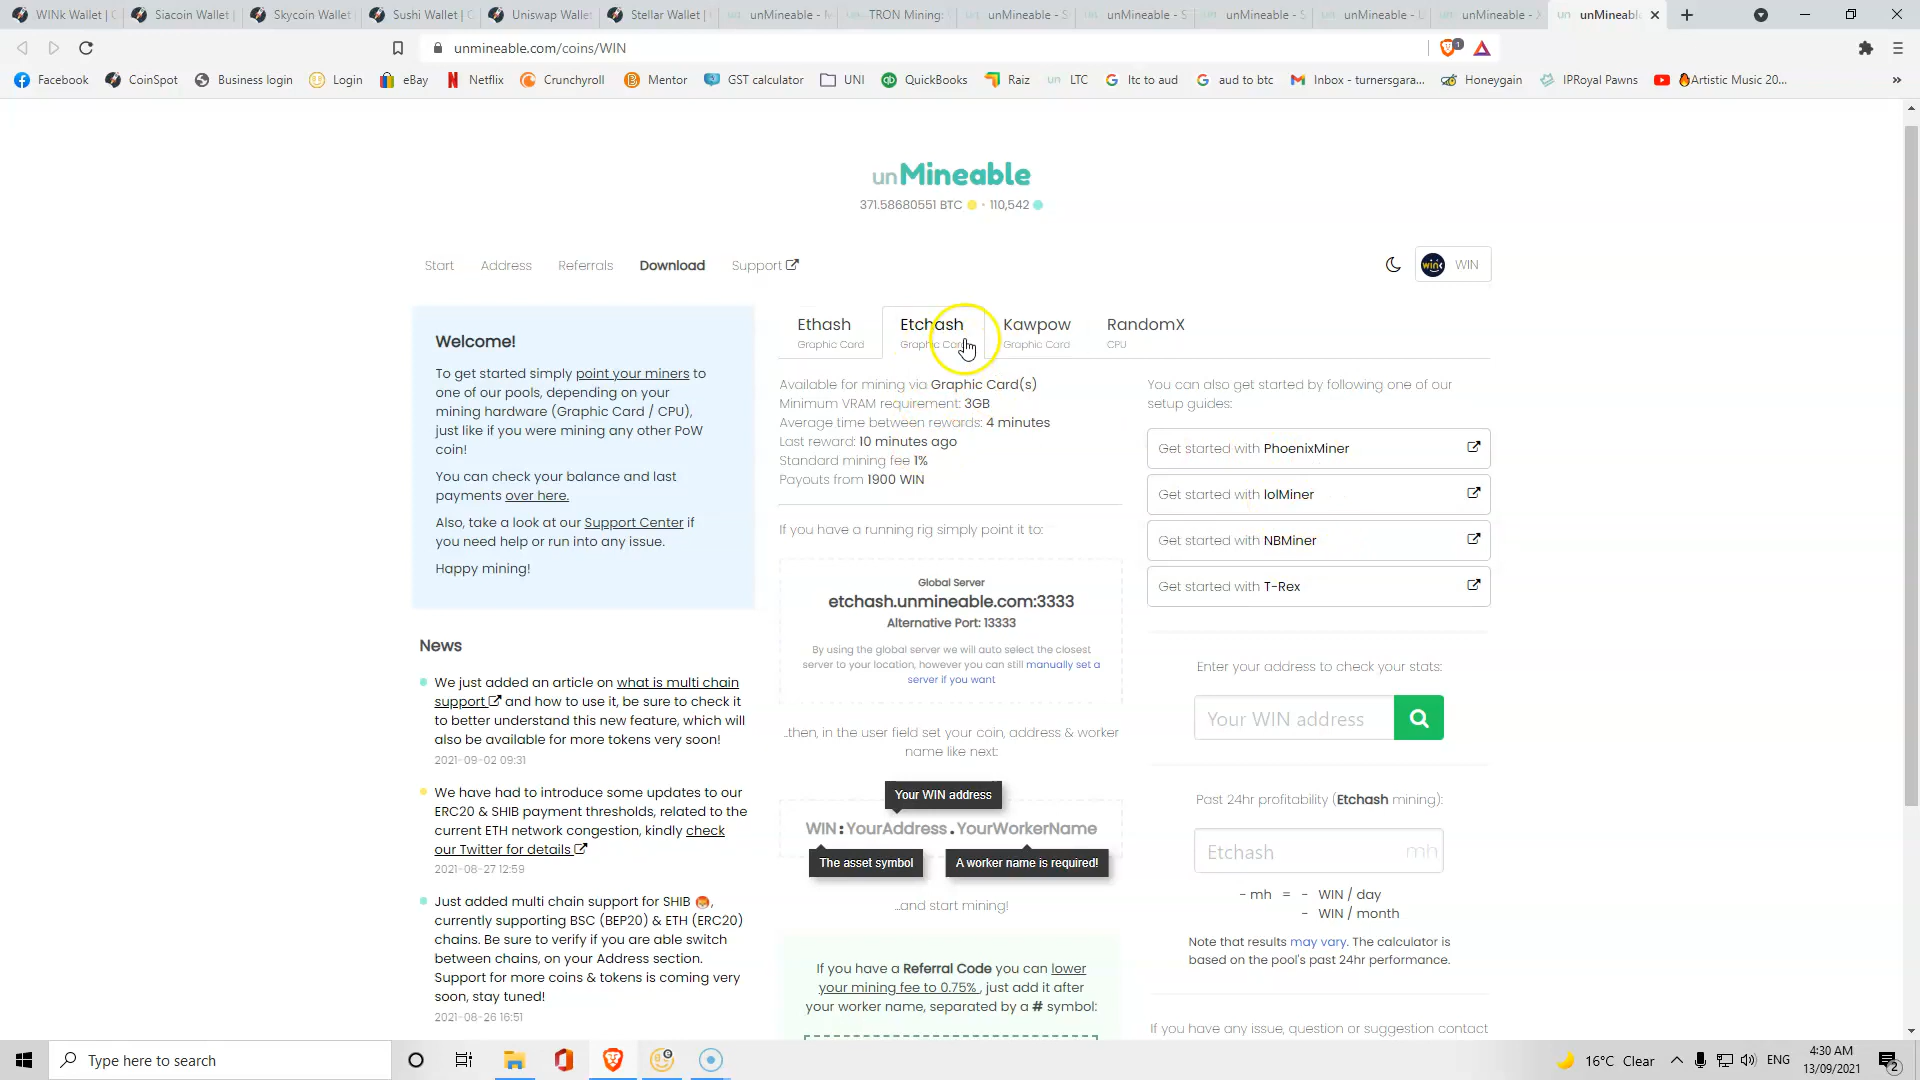 WINk Wallet | C
Siacoin Wallet |
Skycoin Wallet
Sushi Wallet | C
Uniswap Wallet
Stellar Wallet |
unMineable - 
TRON Mining:
unMineable - S
unMineable - S
unMineable - S
unMineable - 
unMineable - 
unMineable
unmineable.com/coins/WIN
1
Facebook
CoinSpot
Business login
Login
eBay
Netflix
Crunchyroll
Mentor
GST calculator
UNI
QuickBooks
Raiz
un LTC
ltc to aud
aud to btc
Inbox - turnersgara...
Honeygain
IPRoyal Pawns
Artistic Music 20...
»
unMineable
371.58680551 BTC • 110,542
Start
Address
Referrals
Download
Support
WIN
Welcome!
To get started simply point your miners to
one of our pools, depending on your
mining hardware (Graphic Card / CPU),
just like if you were mining any other PoW
coin!
You can check your balance and last
payments over here.
Also, take a look at our Support Center if
you need help or run into any issue.
Happy mining!
News
We just added an article on what is multi chain
support and how to use it, be sure to check it
to better understand this new feature, which will
also be available for more tokens very soon!
2021-09-02 09:31
We have had to introduce some updates to our
ERC20 & SHIB payment thresholds, related to the
current ETH network congestion, kindly check
our Twitter for details
2021-08-27 12:59
Just added multi chain support for SHIB ,
currently supporting BSC (BEP20) & ETH (ERC20)
chains. Be sure to verify if you are able switch
between chains, on your Address section.
Support for more coins & tokens is coming very
soon, stay tuned!
2021-08-26 16:51
Ethash
Graphic Card
Etchash
Graphic Card
Kawpow
Graphic Card
RandomX
CPU
Available for mining via Graphic Card(s)
Minimum VRAM requirement: 3GB
Average time between rewards: 4 minutes
Last reward: 10 minutes ago
Standard mining fee 1%
Payouts from 1900 WIN
If you have a running rig simply point it to:
Global Server
etchash.unmineable.com:3333
Alternative Port: 13333
By using the global server we will auto select the closest
server to your location, however you can still manually set a
server if you want
..then, in the user field set your coin, address & worker
name like next:
Your WIN address
WIN:YourAddress.YourWorkerName
The asset symbol
A worker name is required!
...and start mining!
If you have a Referral Code you can lower
your mining fee to 0.75% , just add it after
your worker name, separated by a # symbol:
You can also get started by following one of our
setup guides:
Get started with PhoenixMiner
Get started with lolMiner
Get started with NBMiner
Get started with T-Rex
Enter your address to check your stats:
Your WIN address
Past 24hr profitability (Etchash mining):
Etchash mh
- mh = - WIN / day
- WIN / month
Note that results may vary. The calculator is
based on the pool's past 24hr performance.
If you have any issue, question or suggestion contact
Type here to search
16°C Clear
ENG
4:30 AM
13/09/2021
2